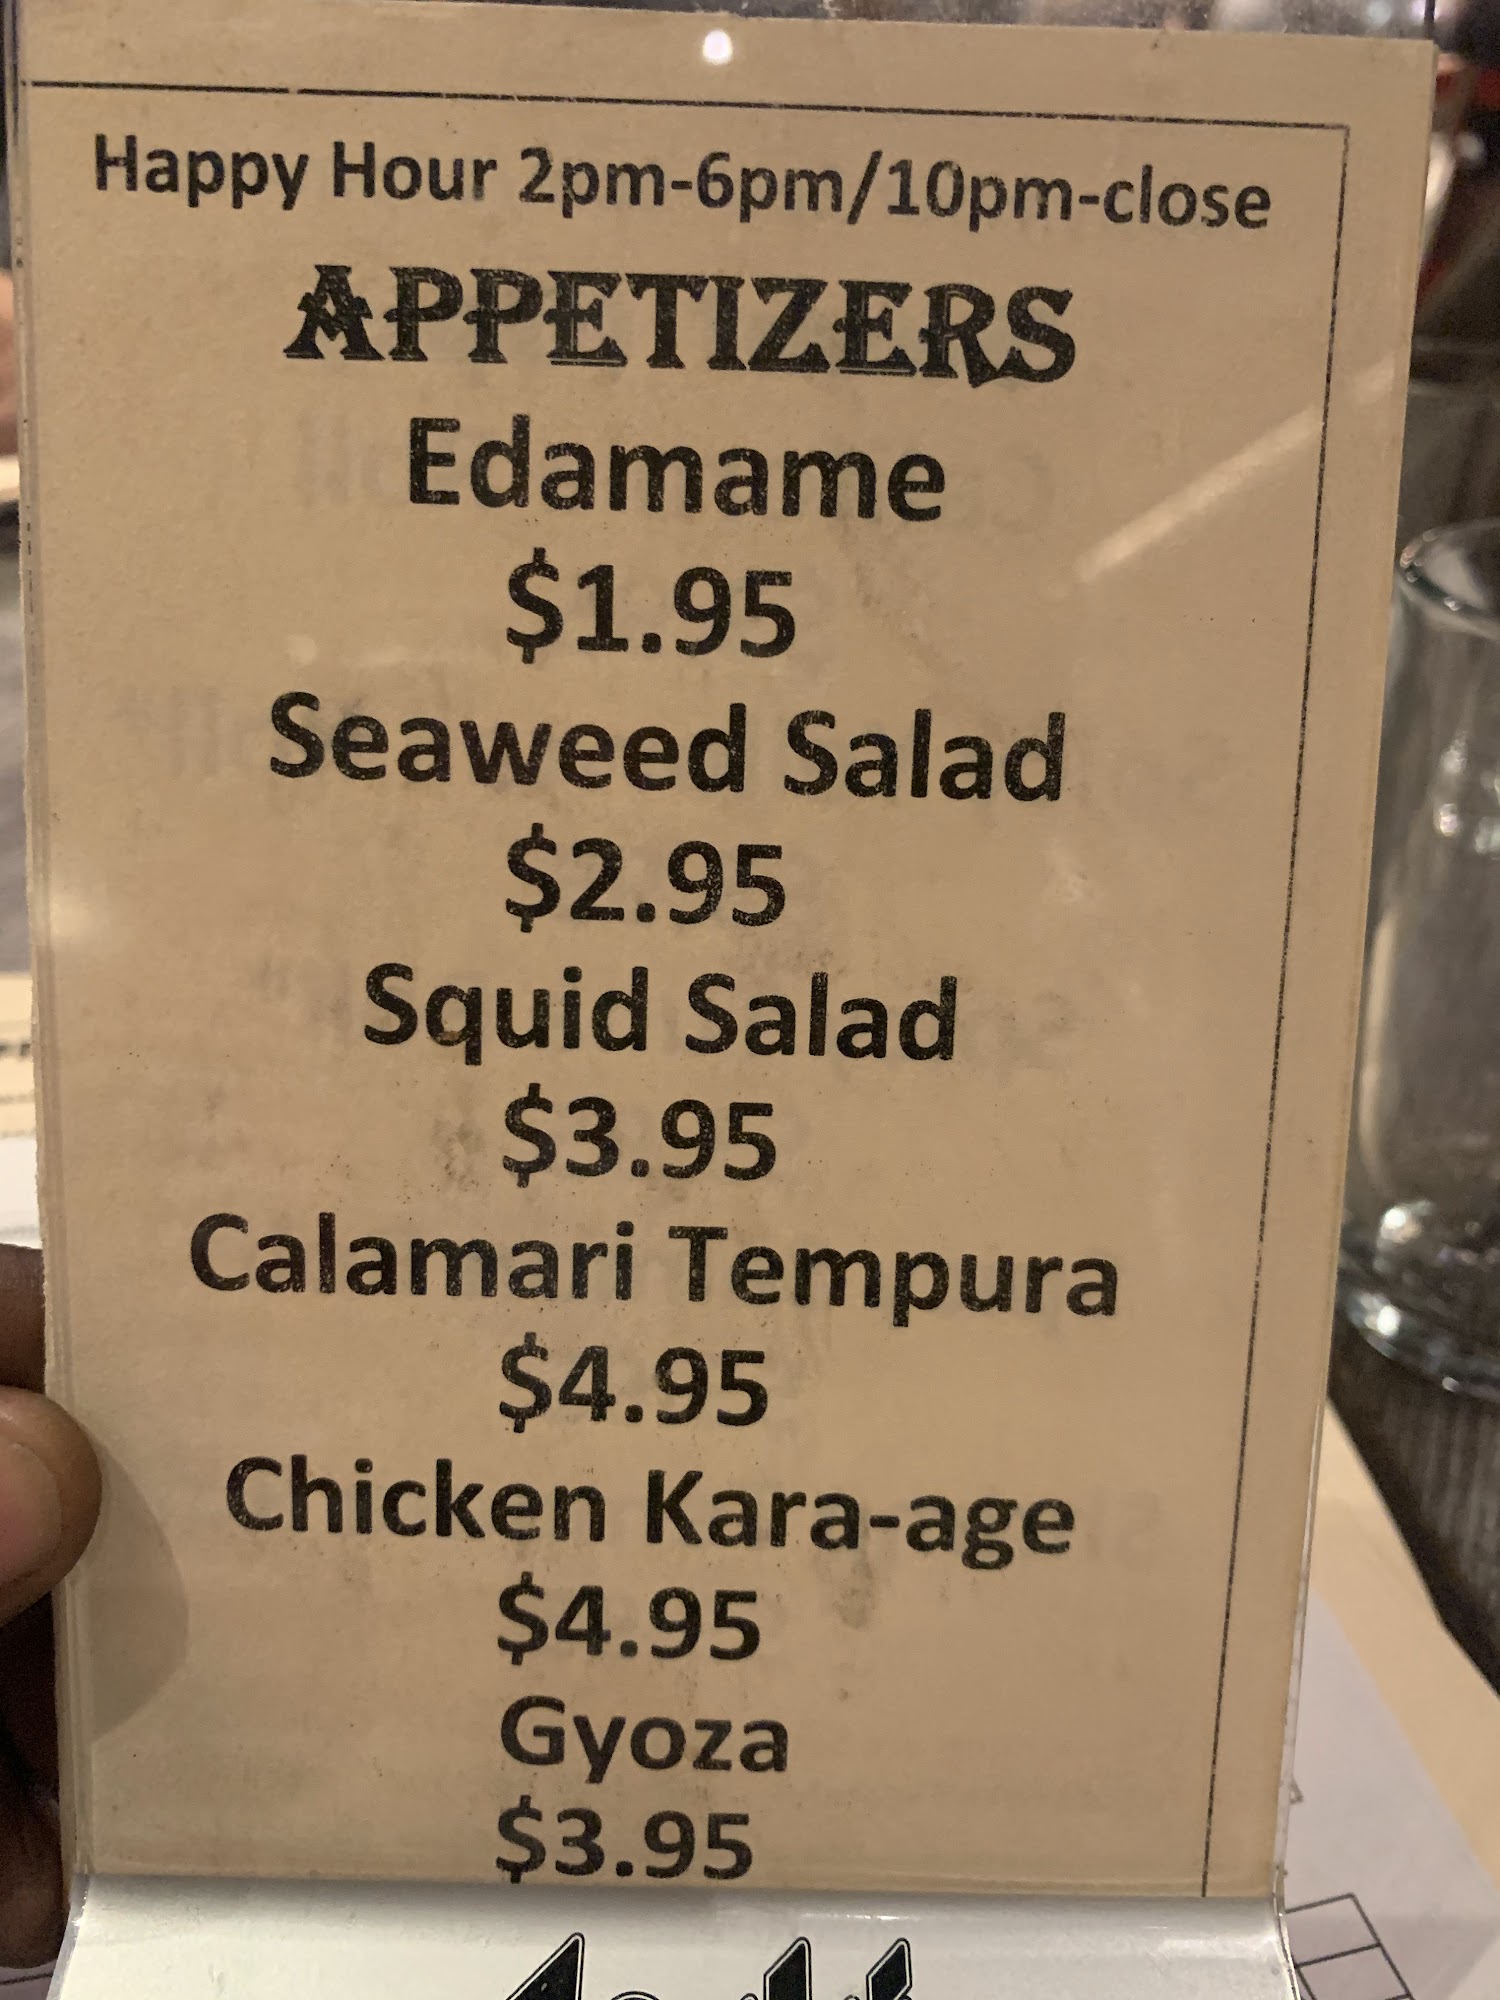 Happy Hour 2pm-6pm/10pm-close
APPETIZERS
Edamame
$1.95
Seaweed Salad
$2.95
Squid Salad
$3.95
Calamari Tempura
$4.95
Chicken Kara-age
$4.95
Gyoza
$3.95